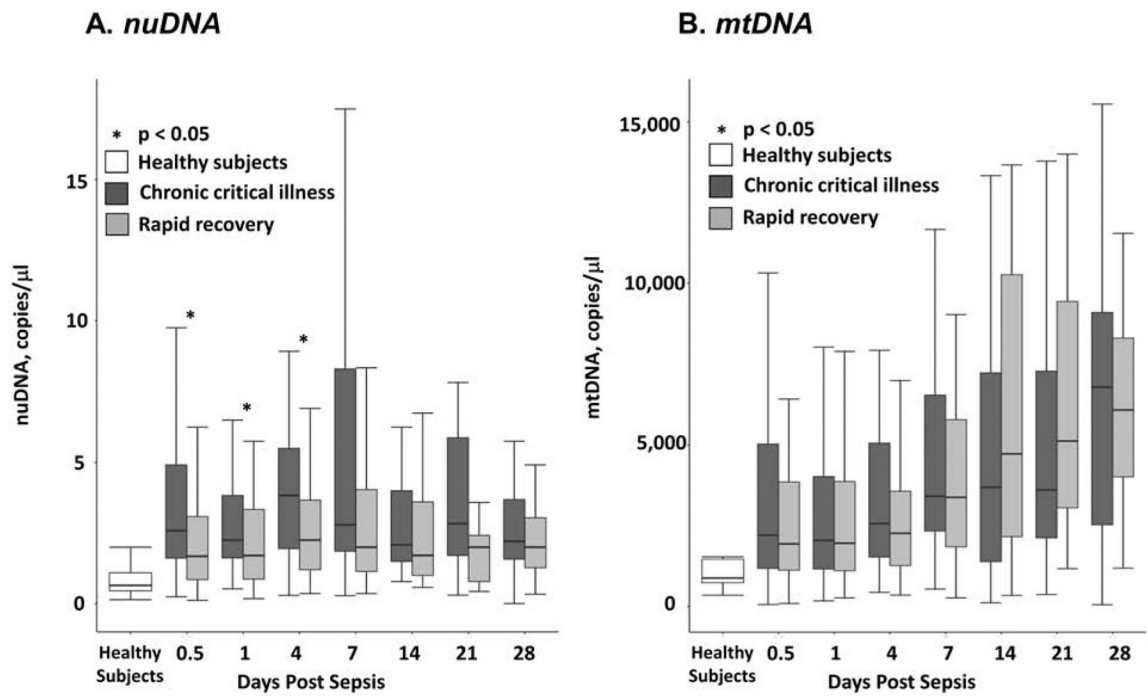 A. nuDNA
* p < 0.05
Healthy subjects
Chronic critical illness
Rapid recovery
nuDNA, copies/μl
15
10
5
0
Healthy Subjects
0.5 1 4 7 14 21 28
Days Post Sepsis
* * *
B. mtDNA
* p < 0.05
Healthy subjects
Chronic critical illness
Rapid recovery
mtDNA, copies/μl
15,000
10,000
5,000
0
Healthy
Subjects
0.5 1 4 7 14 21 28
Days Post Sepsis